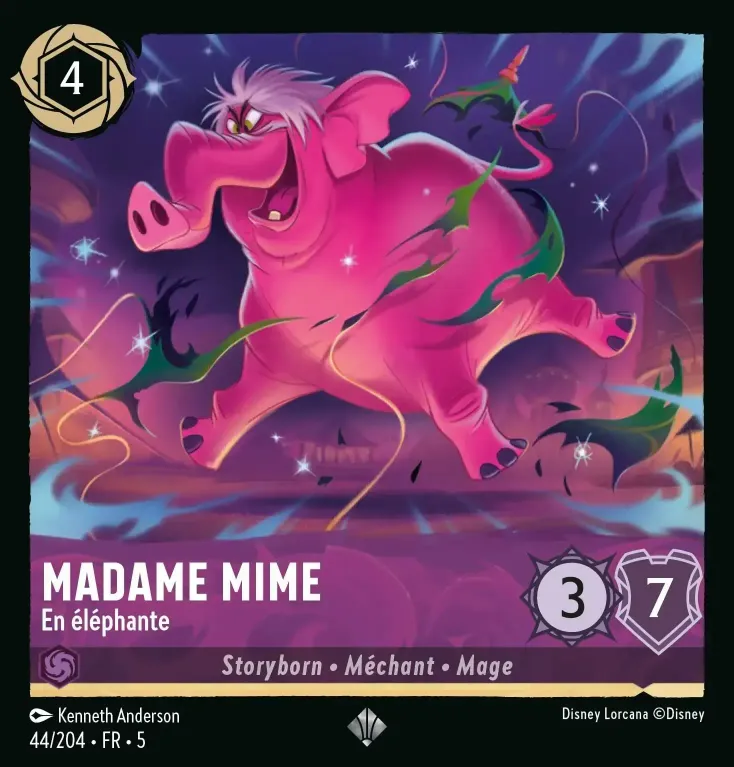 4
MADAME MIME
En éléphante
3
7
Storyborn • Méchant • Mage
Kenneth Anderson
Disney Lorcana ©Disney
44/204 • FR • 5